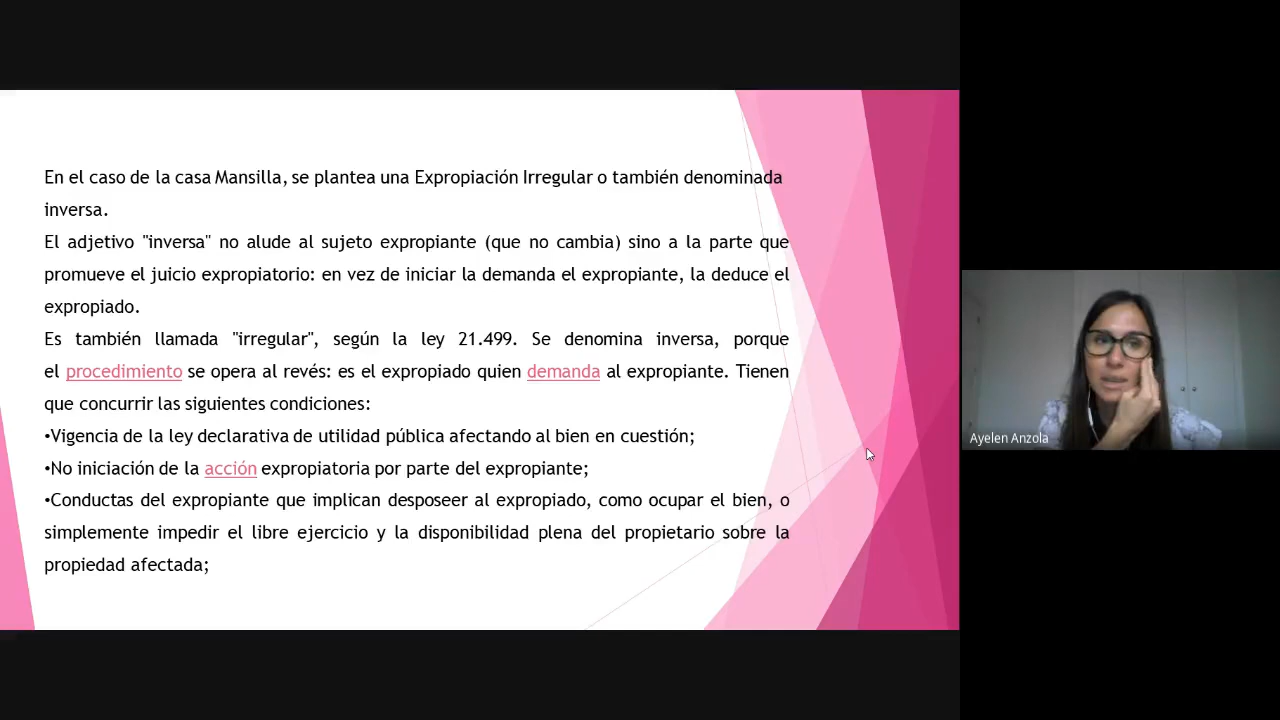 En el caso de la casa Mansilla, se plantea una Expropiación Irregular o también denominada
inversa.
El adjetivo "inversa" no alude al sujeto expropiante (que no cambia) sino a la parte que
promueve el juicio expropiatorio: en vez de iniciar la demanda el expropiante, la deduce el
expropiado.
Es también llamada "irregular", según la ley 21.499. Se denomina inversa, porque
el procedimiento se opera al revés: es el expropiado quien demanda al expropiante. Tienen
que concurrir las siguientes condiciones:
•Vigencia de la ley declarativa de utilidad pública afectando al bien en cuestión;
•No iniciación de la acción expropiatoria por parte del expropiante;
•Conductas del expropiante que implican desposeer al expropiado, como ocupar el bien, o
simplemente impedir el libre ejercicio y la disponibilidad plena del propietario sobre la
propiedad afectada;
Ayelen Anzola